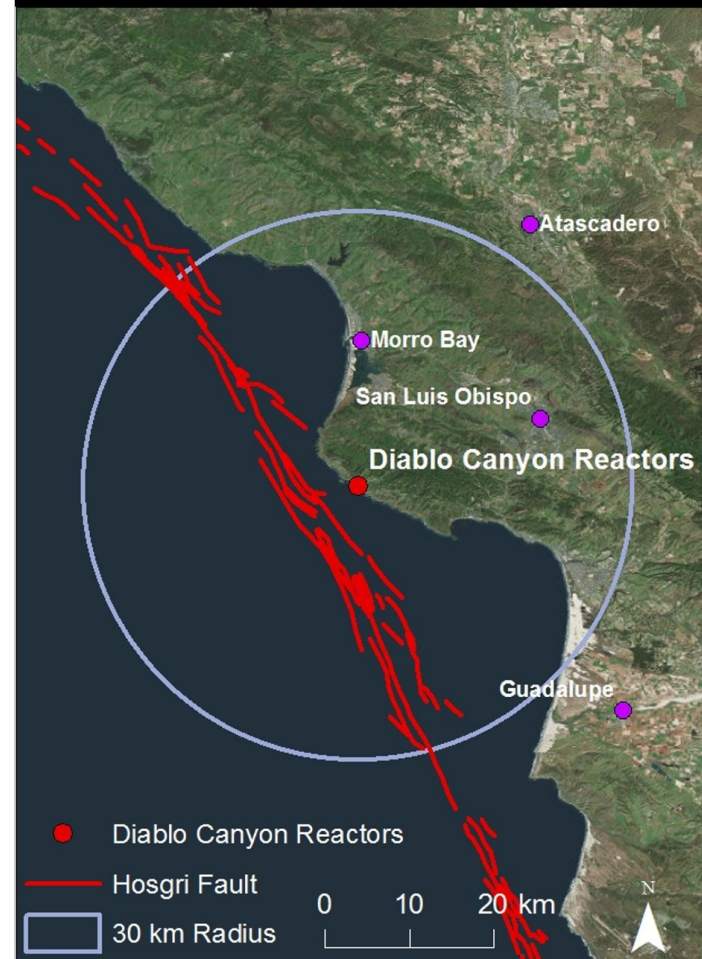 Atascadero
Morro Bay
San Luis Obispo
Diablo Canyon Reactors
Guadalupe
Diablo Canyon Reactors
Hosgri Fault
30 km Radius
0 10 20 km
N